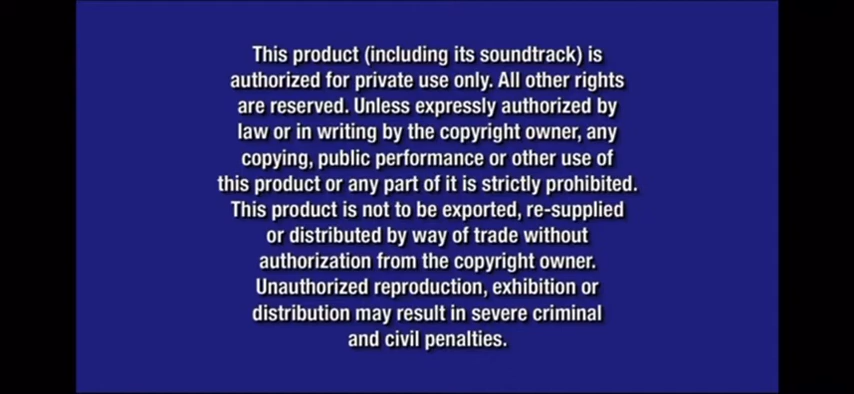 This product (including its soundtrack) is
authorized for private use only. All other rights
are reserved. Unless expressly authorized by
law or in writing by the copyright owner, any
copying, public performance or other use of
this product or any part of it is strictly prohibited.
This product is not to be exported, re-supplied
or distributed by way of trade without
authorization from the copyright owner.
Unauthorized reproduction, exhibition or
distribution may result in severe criminal
and civil penalties.